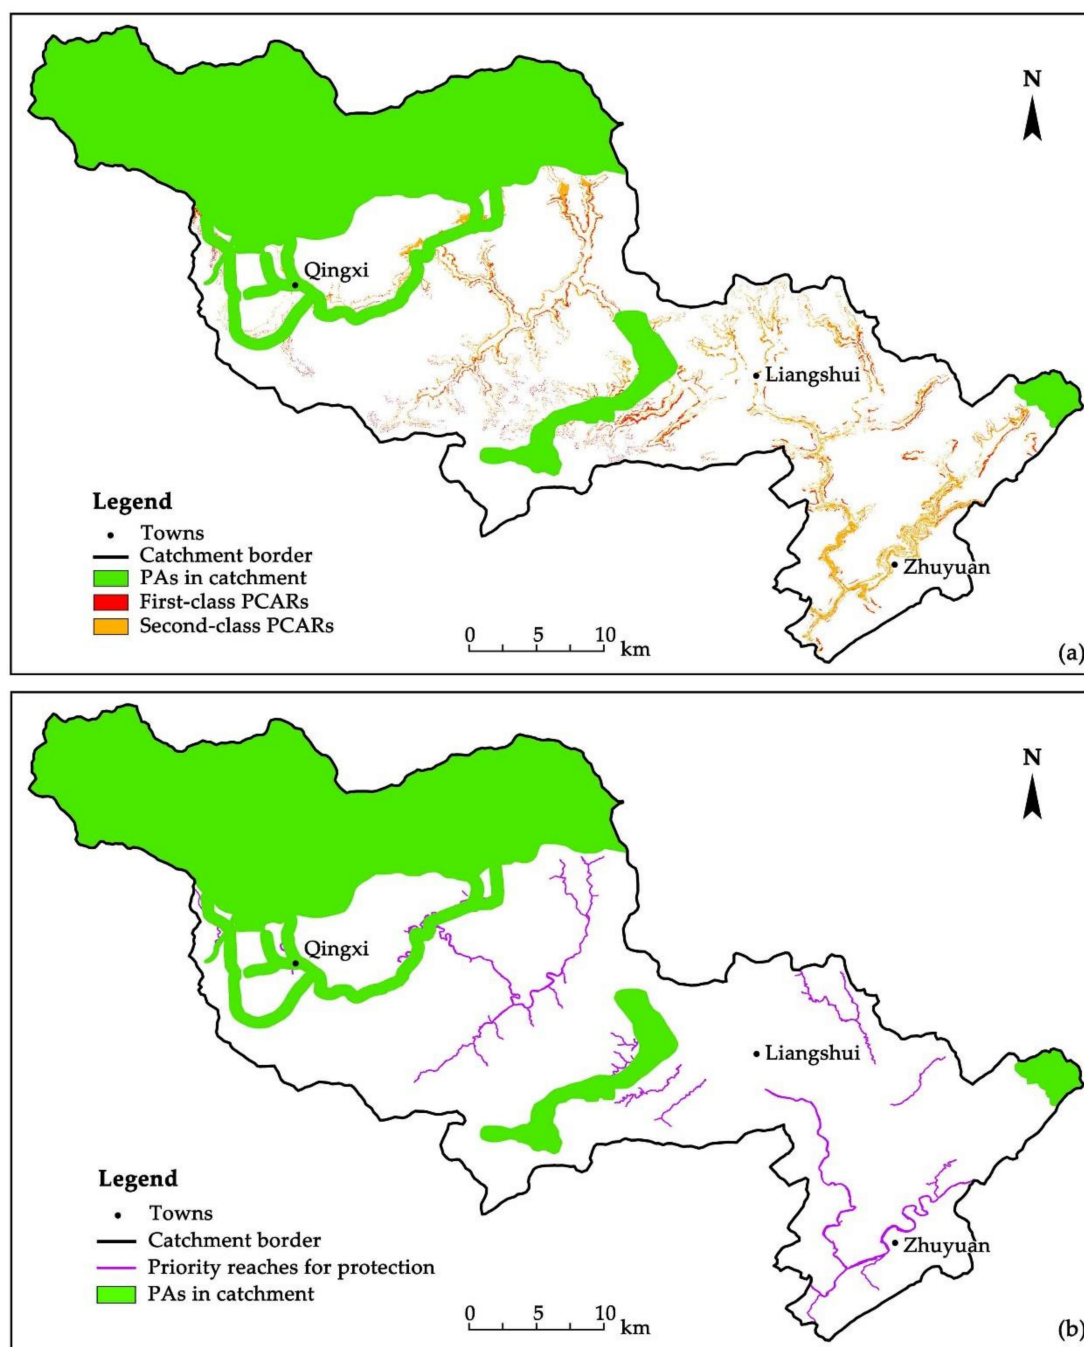 N
Qingxi
Liangshui
Zhuyuan
Legend
Towns
Catchment border
PAs in catchment
First-class PCARs
Second-class PCARs
0 5 10
km
(a)
N
Qingxi
Liangshui
Zhuyuan
Legend
Towns
Catchment border
Priority reaches for protection
PAs in catchment
0 5 10
km
(b)